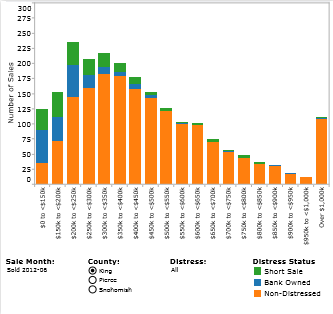 300
275
250
225
200
175
150
125
100
75
50
25
0
Number of Sales
$0 to <$150k
$150k to <$200k
$200k to <$250k
$250k to <$300k
$300k to <$350k
$350k to <$400k
$400k to <$450k
$450k to <$500k
$500k to <$550k
$550k to <$600k
$600k to <$650k
$650k to <$700k
$700k to <$750k
$750k to <$800k
$800k to <$850k
$850k to <$900k
$900k to <$950k
$950k to <$1,000k
Over $1,000k
Sale Month:
Sold 2012-08
County:
King
Pierce
Snohomish
Distress:
All
Distress Status
Short Sale
Bank Owned
Non-Distressed